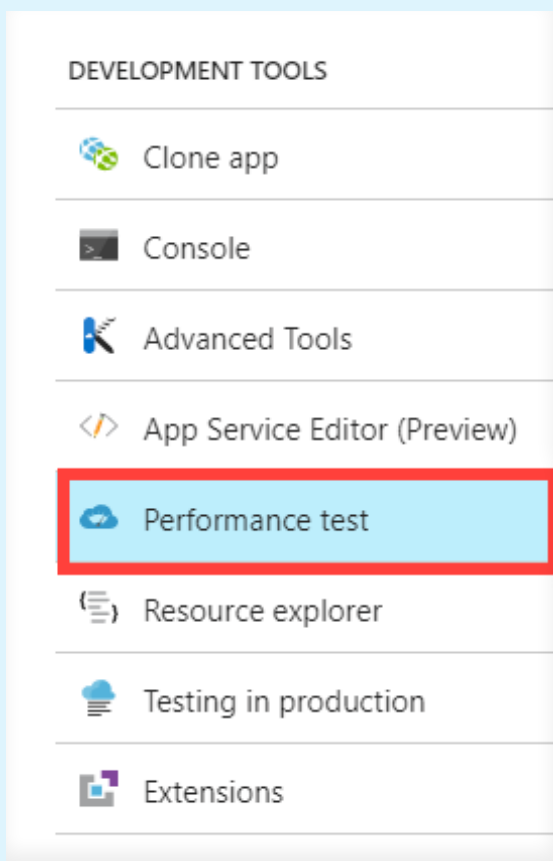 DEVELOPMENT TOOLS
Clone app
Console
Advanced Tools
App Service Editor (Preview)
Performance test
Resource explorer
Testing in production
Extensions